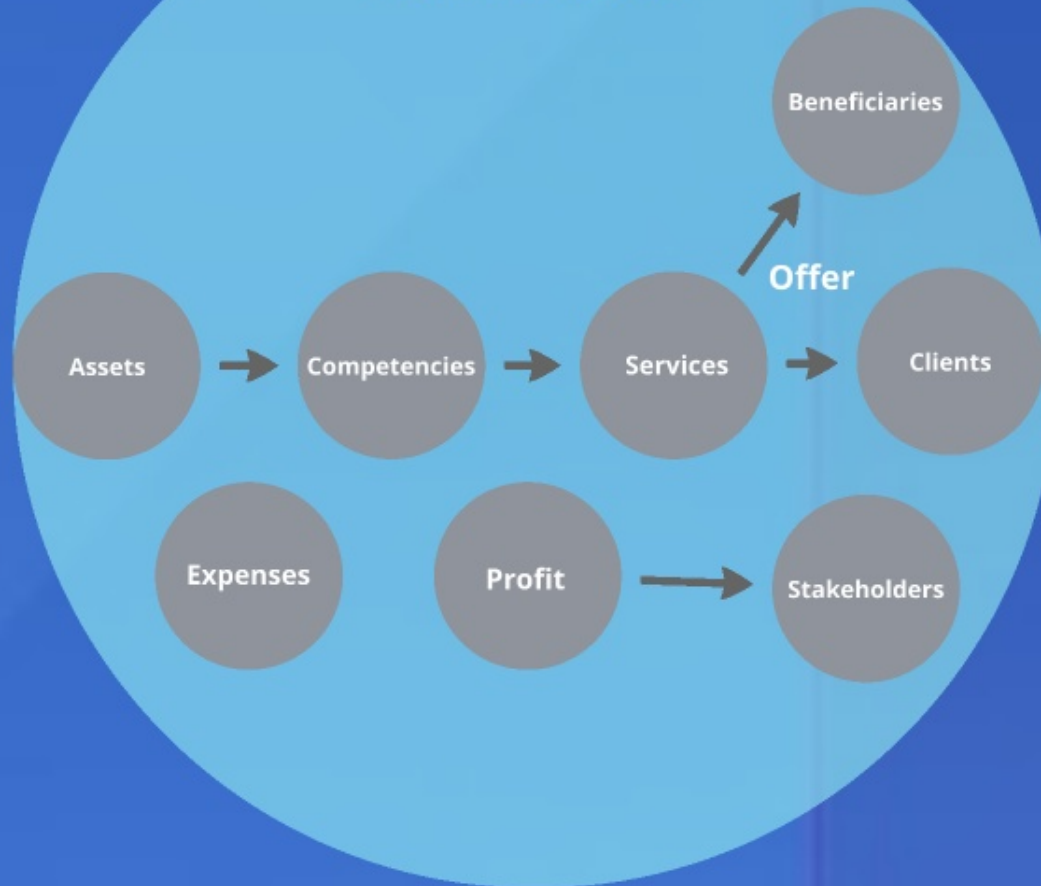 Beneficiaries
Offer
Assets
Competencies
Services
Clients
Expenses
Profit
Stakeholders